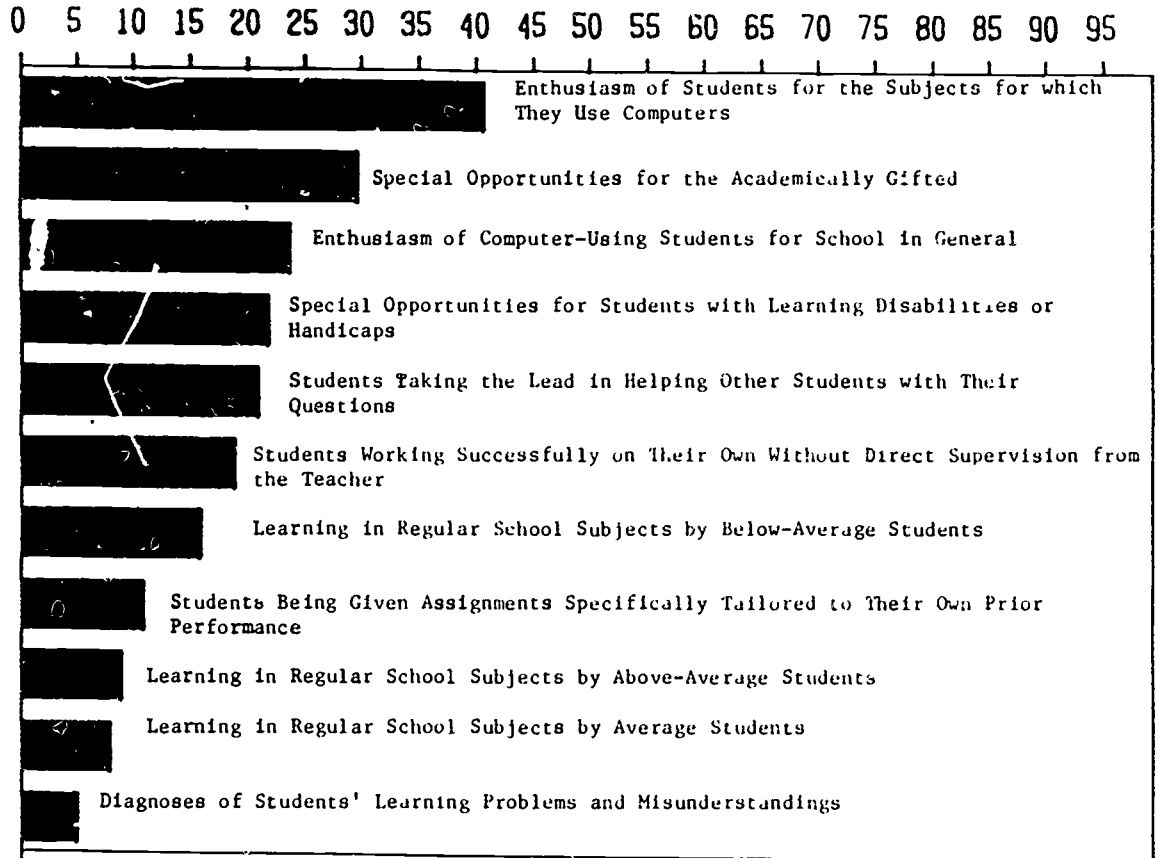 0 5 10 15 20 25 30 35 40 45 50 55 60 65 70 75 80 85 90 95
Enthusiasm of Students for the Subjects for which
They Use Computers
Special Opportunities for the Academically Gifted
Enthusiasm of Computer-Using Students for School in General
Special Opportunities for Students with Learning Disabilities or
Handicaps
Students Taking the Lead in Helping Other Students with Their
Questions
Students Working Successfully on Their Own Without Direct Supervision from
the Teacher
Learning in Regular School Subjects by Below-Average Students
Students Being Given Assignments Specifically Tailored to Their Own Prior
Performance
Learning in Regular School Subjects by Above-Average Students
Learning in Regular School Subjects by Average Students
Diagnoses of Students' Learning Problems and Misunderstandings